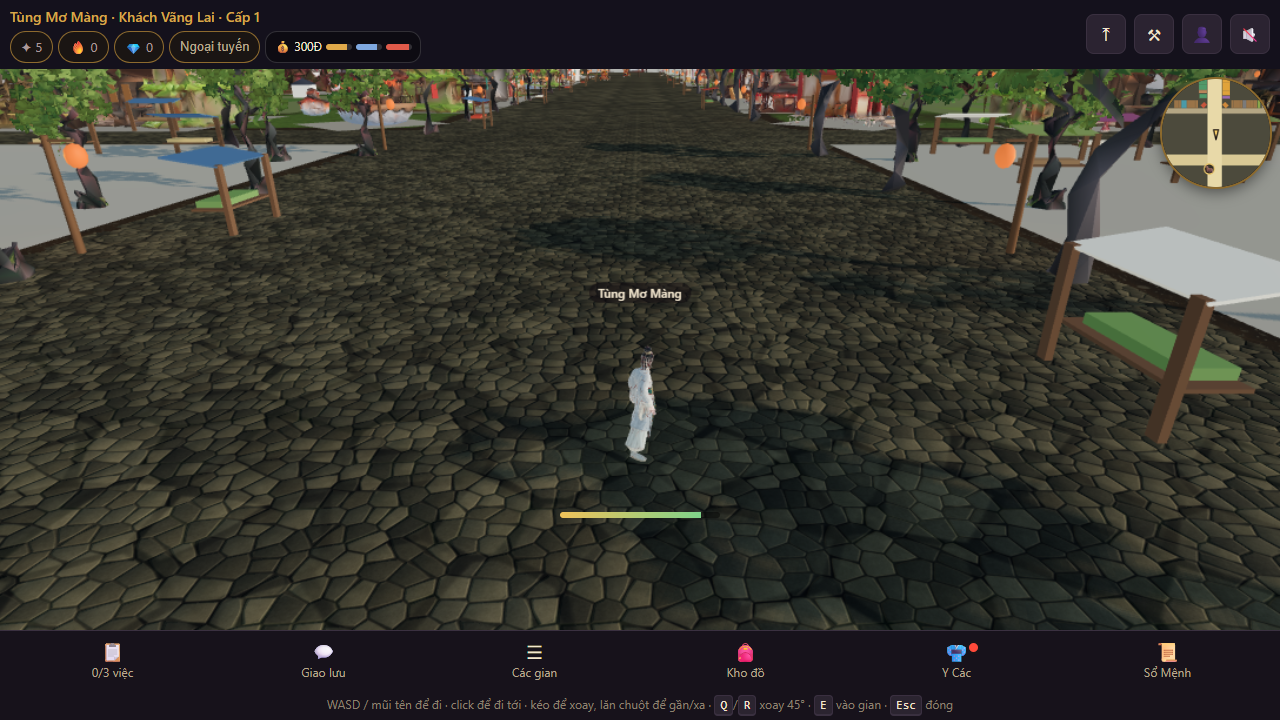 Tùng Mơ Màng · Khách Vãng Lai · Cấp 1
5
0
0
Ngoại tuyến
300Đ
Tùng Mơ Màng
0/3 việc
Giao lưu
Các gian
Kho đồ
Y Các
Sổ Mệnh
WASD / mũi tên để đi · click để đi tới · kéo để xoay, lăn chuột để gần/xa · Q / R xoay 45° · E vào gian · Esc đóng